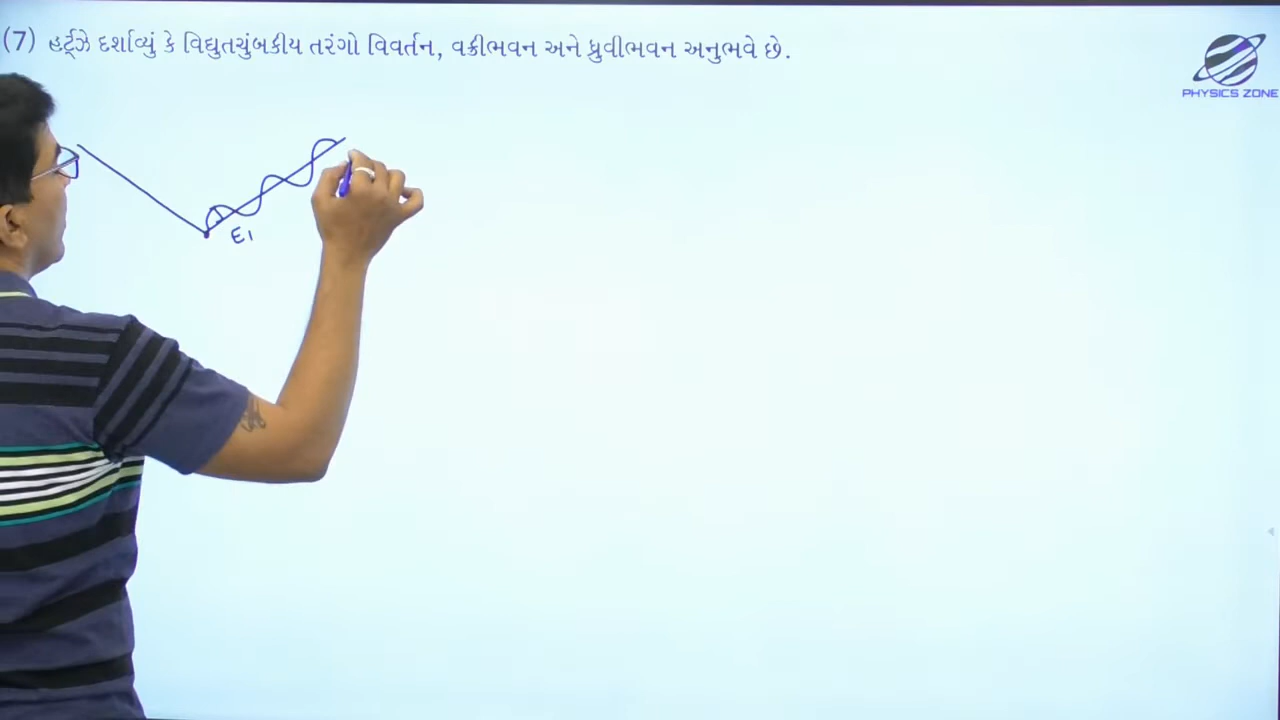 (7) હર્ટ્ઝે દર્શાવ્યું કે વિદ્યુતચુંબકીય તરંગો વિવર્તન, વક્રીભવન અને ધ્રુવીભવન અનુભવે છે.
PHYSICS ZONE
E1